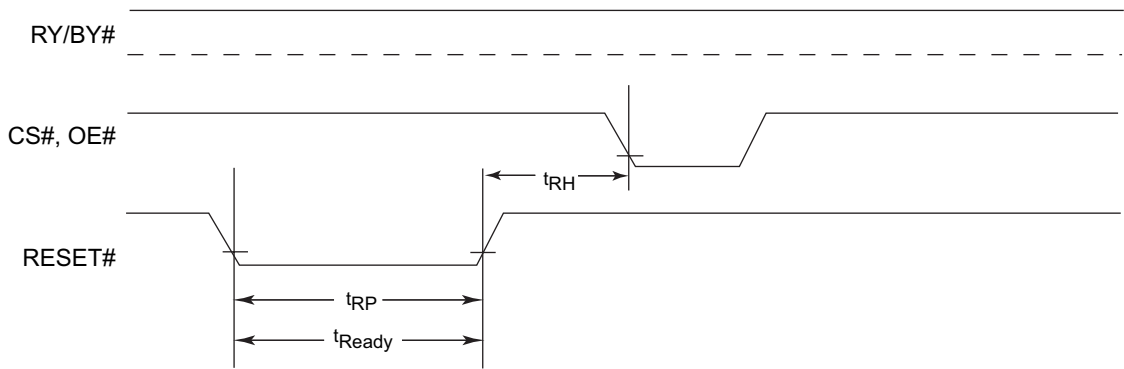 RY/BY#
CS#, OE#
tRH
RESET#
tRP
tReady